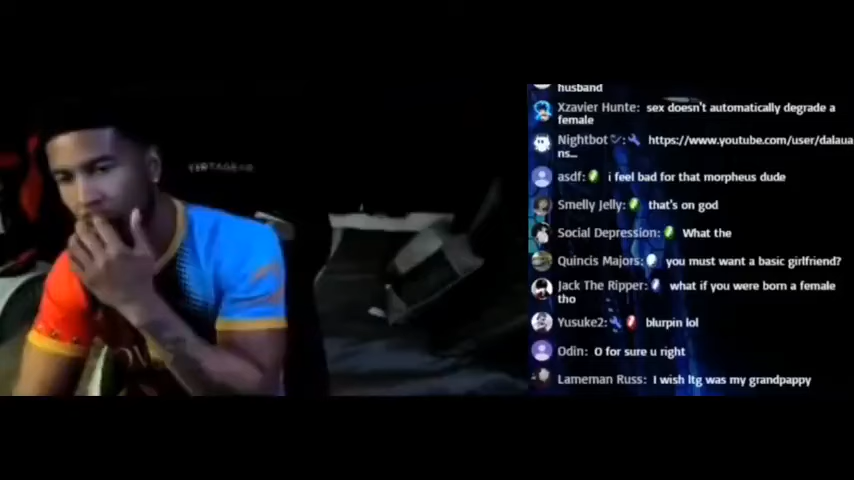 VERTAGEAR
husband
Xzavier Hunte: sex doesn't automatically degrade a
female
Nightbot: https://www.youtube.com/user/dalaua
ns...
asdf: i feel bad for that morpheus dude
Smelly Jelly: that's on god
Social Depression: What the
Quincis Majors: you must want a basic girlfriend?
Jack The Ripper: what if you were born a female
tho
Yusuke2: blurpin lol
Odin: O for sure u right
Lameman Russ: I wish ltg was my grandpappy